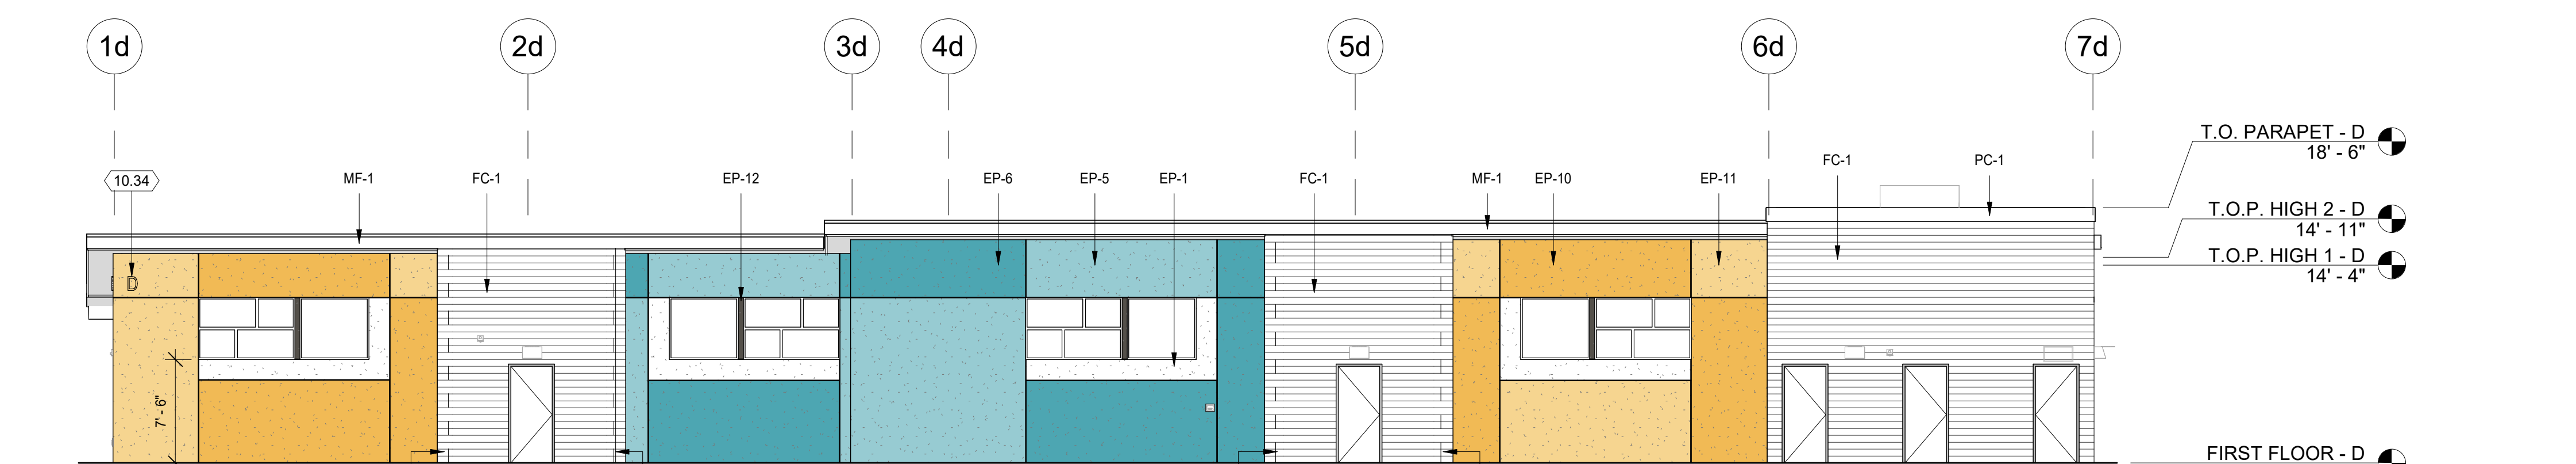 1d
2d
3d
4d
5d
6d
7d
T.O. PARAPET - D
18' - 6"
FC-1
PC-1
10.34
MF-1
FC-1
EP-12
EP-6
EP-5
EP-1
FC-1
MF-1
EP-10
EP-11
T.O.P. HIGH 2 - D
14' - 11"
T.O.P. HIGH 1 - D
14' - 4"
D
7' - 6"
FIRST FLOOR - D